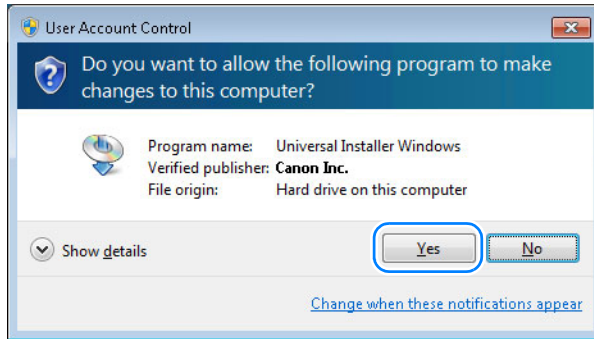 User Account Control
Do you want to allow the following program to make
changes to this computer?
Program name: Universal Installer Windows
Verified publisher: Canon Inc.
File origin: Hard drive on this computer
Show details
Yes No
Change when these notifications appear